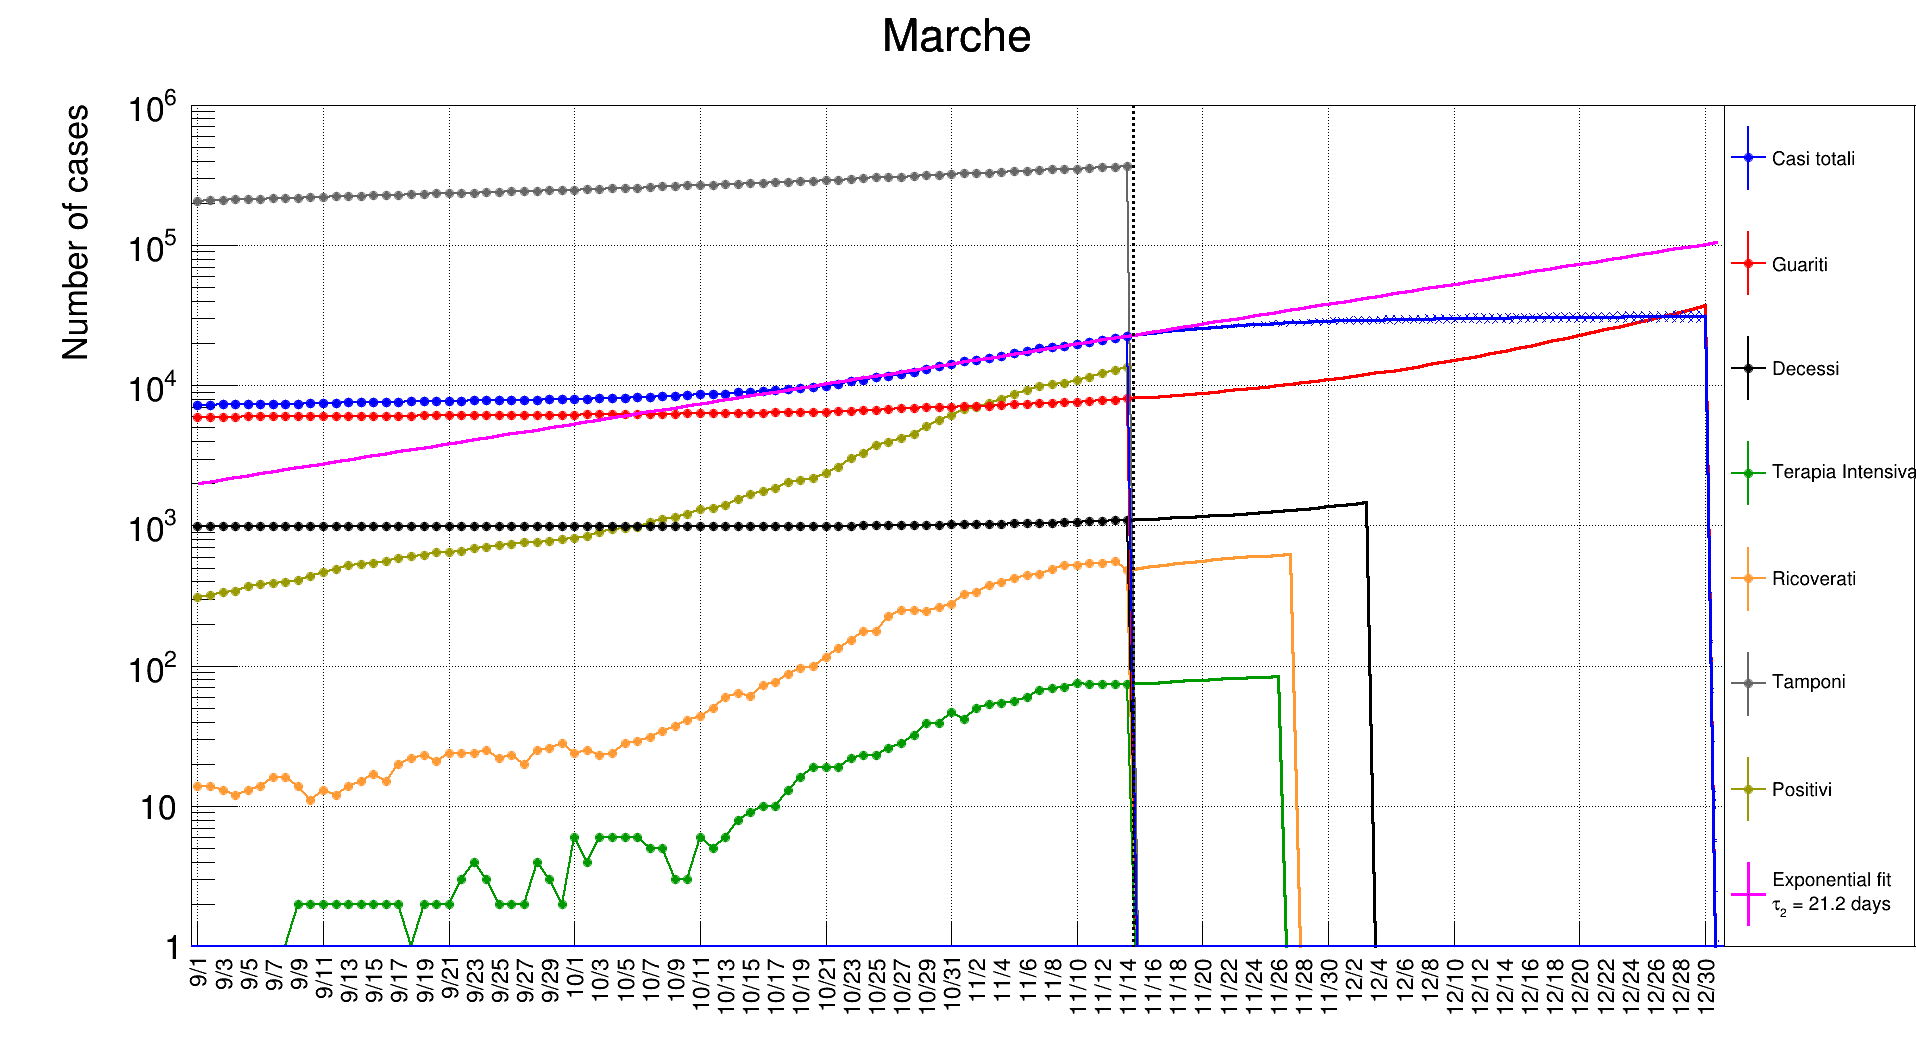 Marche
Number of cases
10^6
10^5
10^4
10^3
10^2
10
1
9/1 9/3 9/5 9/7 9/9 9/11 9/13 9/15 9/17 9/19 9/21 9/23 9/25 9/27 9/29 10/1 10/3 10/5 10/7 10/9 10/11 10/13 10/15 10/17 10/19 10/21 10/23 10/25 10/27 10/29 10/31 11/2 11/4 11/6 11/8 11/10 11/12 11/14 11/16 11/18 11/20 11/22 11/24 11/26 11/28 11/30 12/2 12/4 12/6 12/8 12/10 12/12 12/14 12/16 12/18 12/20 12/22 12/24 12/26 12/28 12/30
Casi totali
Guariti
Decessi
Terapia Intensiva
Ricoverati
Tamponi
Positivi
Exponential fit
τ₂ = 21.2 days